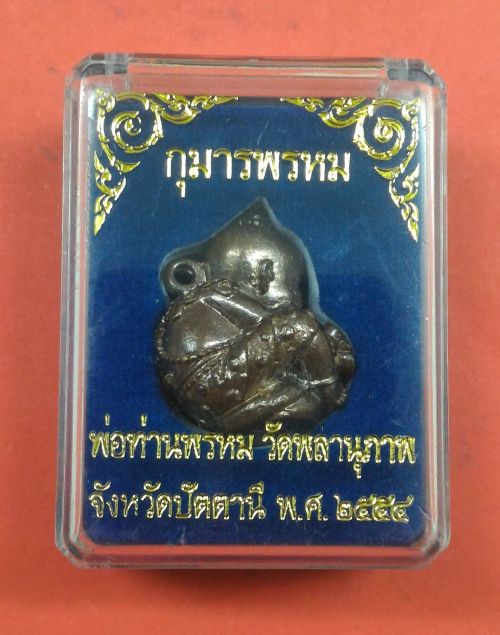 กุมารพรหม
พ่อท่านพรหม วัดพลานุภาพ
จังหวัดปัตตานี พ.ศ. ๒๕๕๔